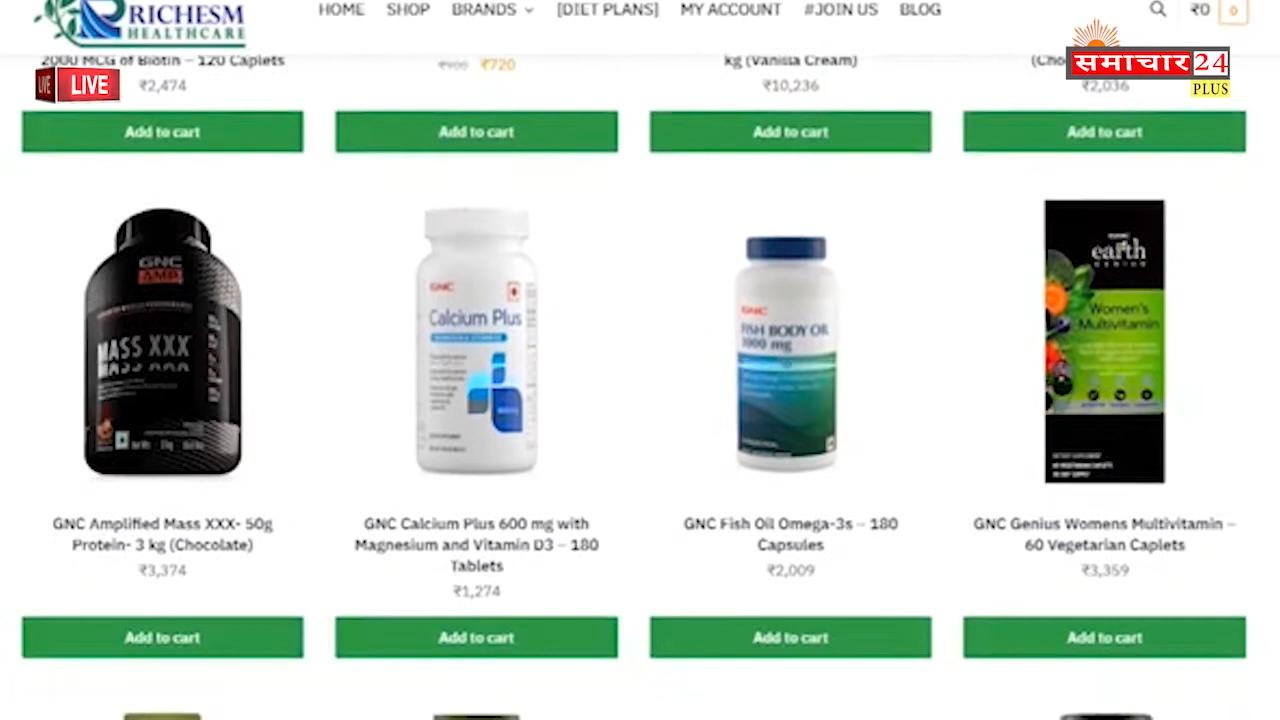 RICHESM
HEALTHCARE
HOME SHOP BRANDS [DIET PLANS] MY ACCOUNT #JOIN US BLOG
₹0 0
समाचार 24
PLUS
LIVE LIVE
2000 MCG of Biotin – 120 Caplets
₹2,474
₹900 ₹720
kg (Vanilla Cream)
₹10,236
₹2,036
Add to cart
Add to cart
Add to cart
Add to cart
GNC
AMP
MASS XXX
GNC
Calcium Plus
GNC
FISH BODY OIL
1000 mg
earth
GENIUS
Women's
Multivitamin
GNC Amplified Mass XXX- 50g
Protein- 3 kg (Chocolate)
₹3,374
GNC Calcium Plus 600 mg with
Magnesium and Vitamin D3 – 180
Tablets
₹1,274
GNC Fish Oil Omega-3s – 180
Capsules
₹2,009
GNC Genius Womens Multivitamin –
60 Vegetarian Caplets
₹3,359
Add to cart
Add to cart
Add to cart
Add to cart